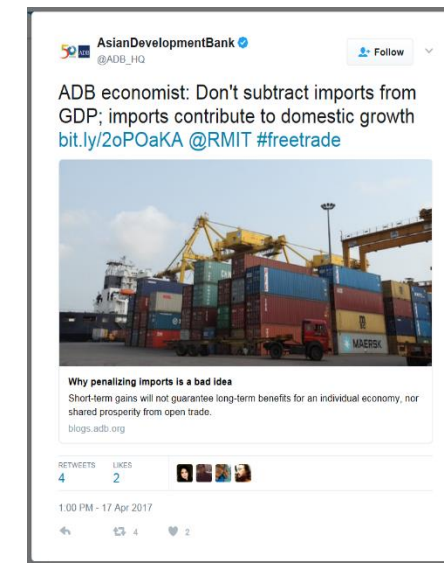 50 ADB
AsianDevelopmentBank
@ADB_HQ
Follow
ADB economist: Don't subtract imports from
GDP; imports contribute to domestic growth
bit.ly/2oPOaKA @RMIT #freetrade
MAERSK
Why penalizing imports is a bad idea
Short-term gains will not guarantee long-term benefits for an individual economy, nor
shared prosperity from open trade.
blogs.adb.org
RETWEETS LIKES
4 2
1:00 PM - 17 Apr 2017
4 2